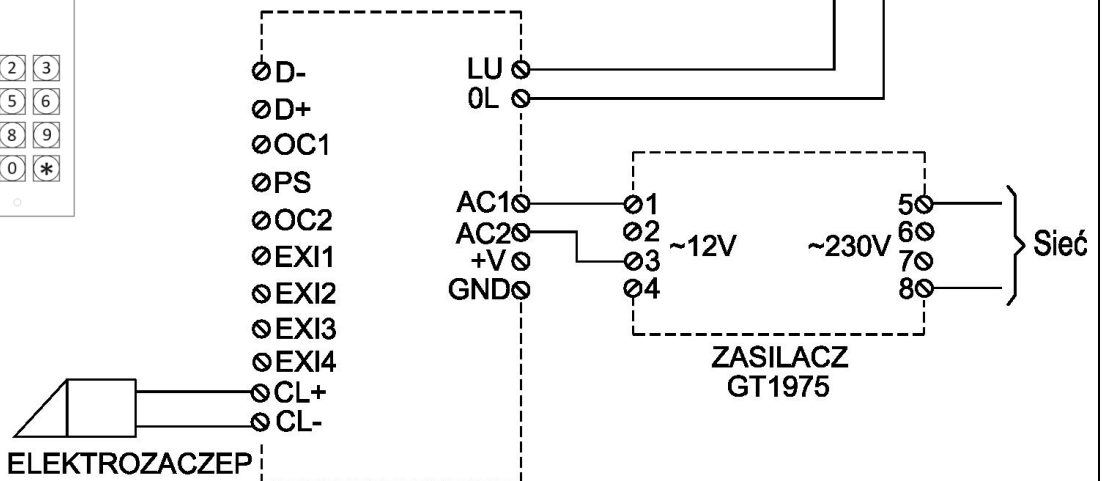 2 3
5 6
8 9
0 *
D-
D+
OC1
PS
OC2
EXI1
EXI2
EXI3
EXI4
CL+
CL-
ELEKTROZACZEP
LU
0L
AC1
AC2
+V
GND
1
2
3
4
~12V
~230V
5
6
7
8
Sieć
ZASILACZ
GT1975